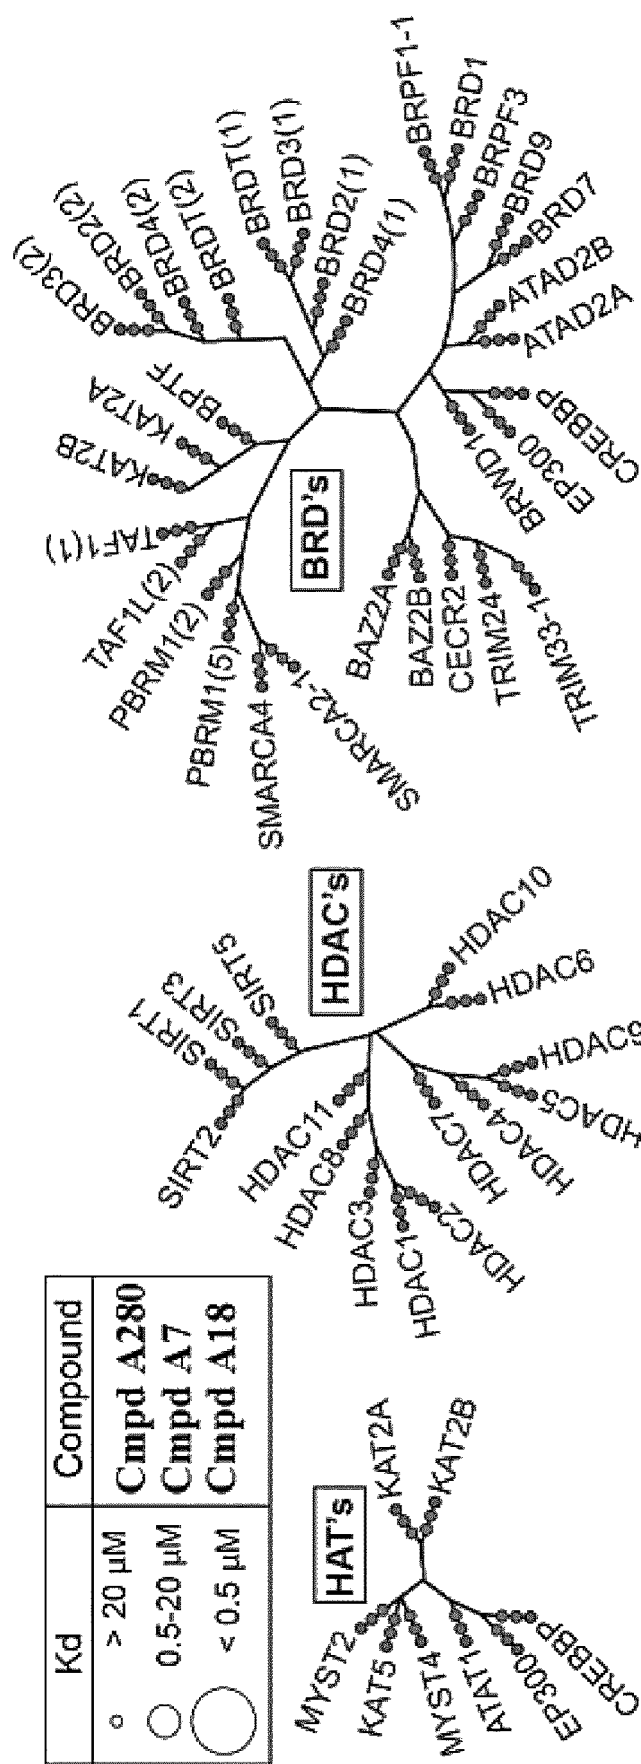 Kd Compound
> 20 µM Cmpd A280
0.5-20 µM Cmpd A7
< 0.5 µM Cmpd A18
HAT's
MYST2
KAT5
MYST4
ATAT1
EP300
CREBBP
KAT2A
KAT2B
HDAC's
SIRT2
SIRT1
SIRT3
SIRT5
HDAC11
HDAC8
HDAC3
HDAC1
HDAC2
HDAC7
HDAC4
HDAC5
HDAC9
HDAC6
HDAC10
BRD's
BRD3(2)
BRD2(2)
BRD4(2)
BRDT(2)
BRDT(1)
BRD3(1)
BRD2(1)
BRD4(1)
BPTF
KAT2A
KAT2B
TAF1(1)
TAF1L(2)
PBRM1(2)
PBRM1(5)
SMARCA4
SMARCA2-1
BAZ2A
BAZ2B
CECR2
TRIM24
TRIM33-1
BRWD1
EP300
CREBBP
ATAD2A
ATAD2B
BRD7
BRD9
BRPF3
BRD1
BRPF1-1